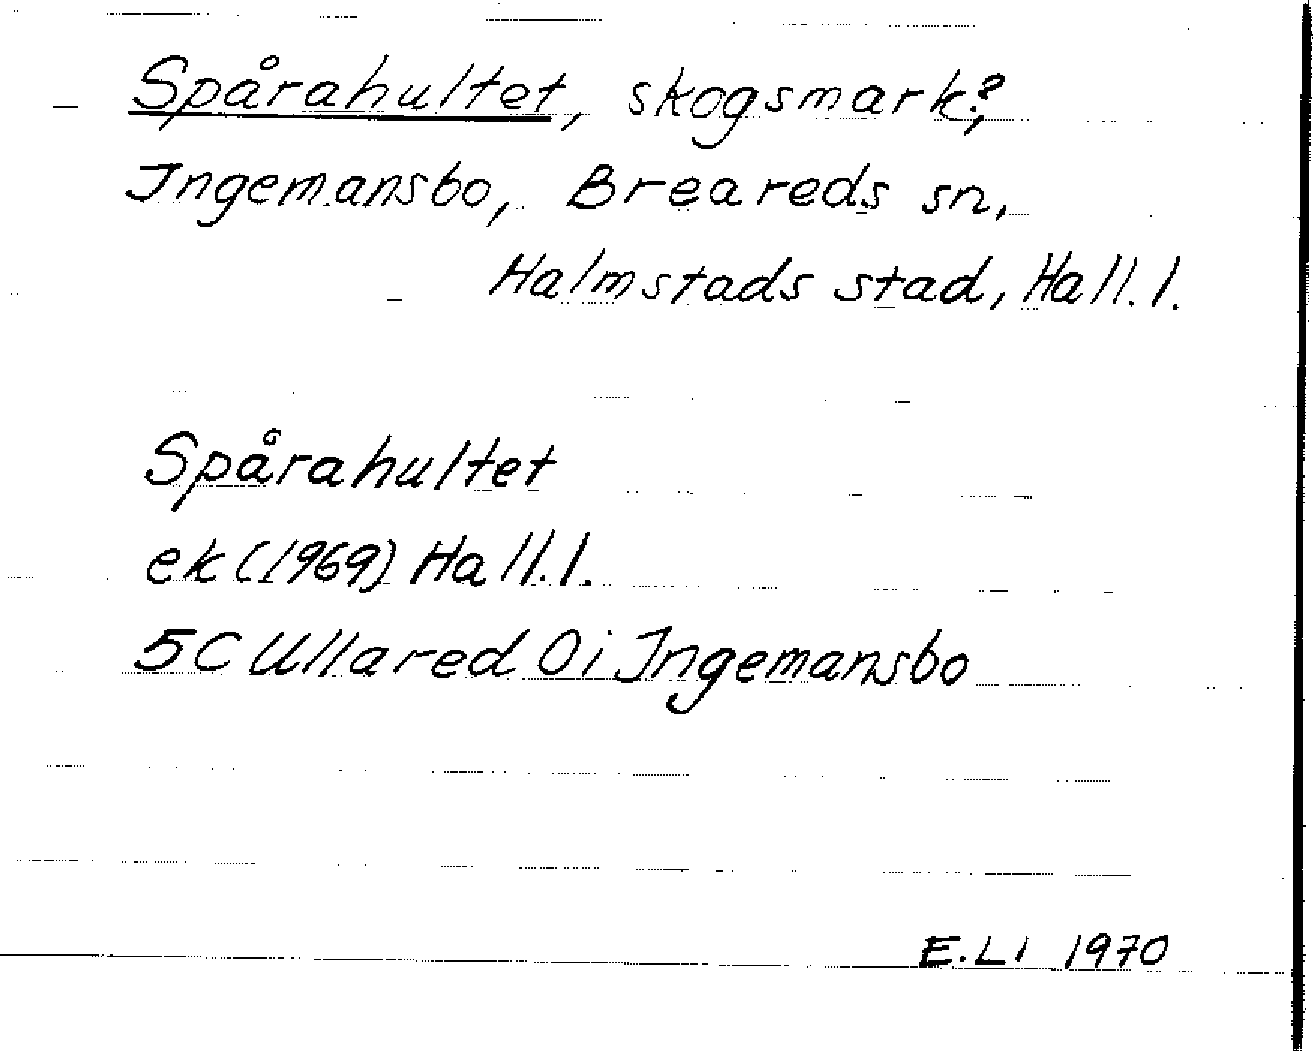 Spårahultet, skogsmark?,
Ingemansbo, Breareds sn,
Halmstads stad, Hall. l.
Spårahultet
ek (1969) Hall. l.
5C Ullared 0i Ingemansbo
E. LI 1970